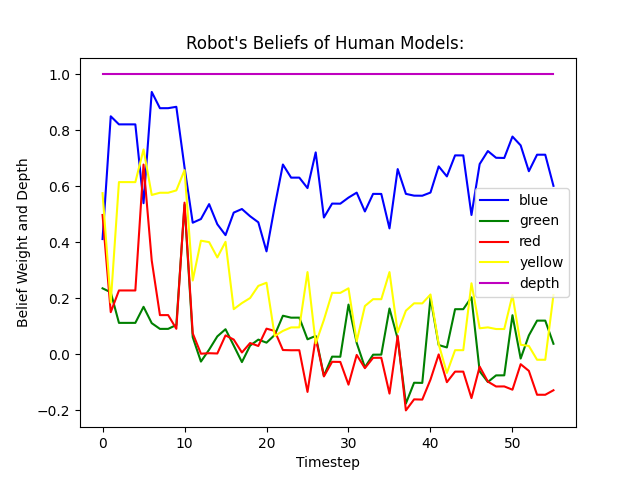 Robot's Beliefs of Human Models:
Belief Weight and Depth
1.0
0.8
0.6
0.4
0.2
0.0
−0.2
0 10 20 30 40 50
Timestep
blue
green
red
yellow
depth